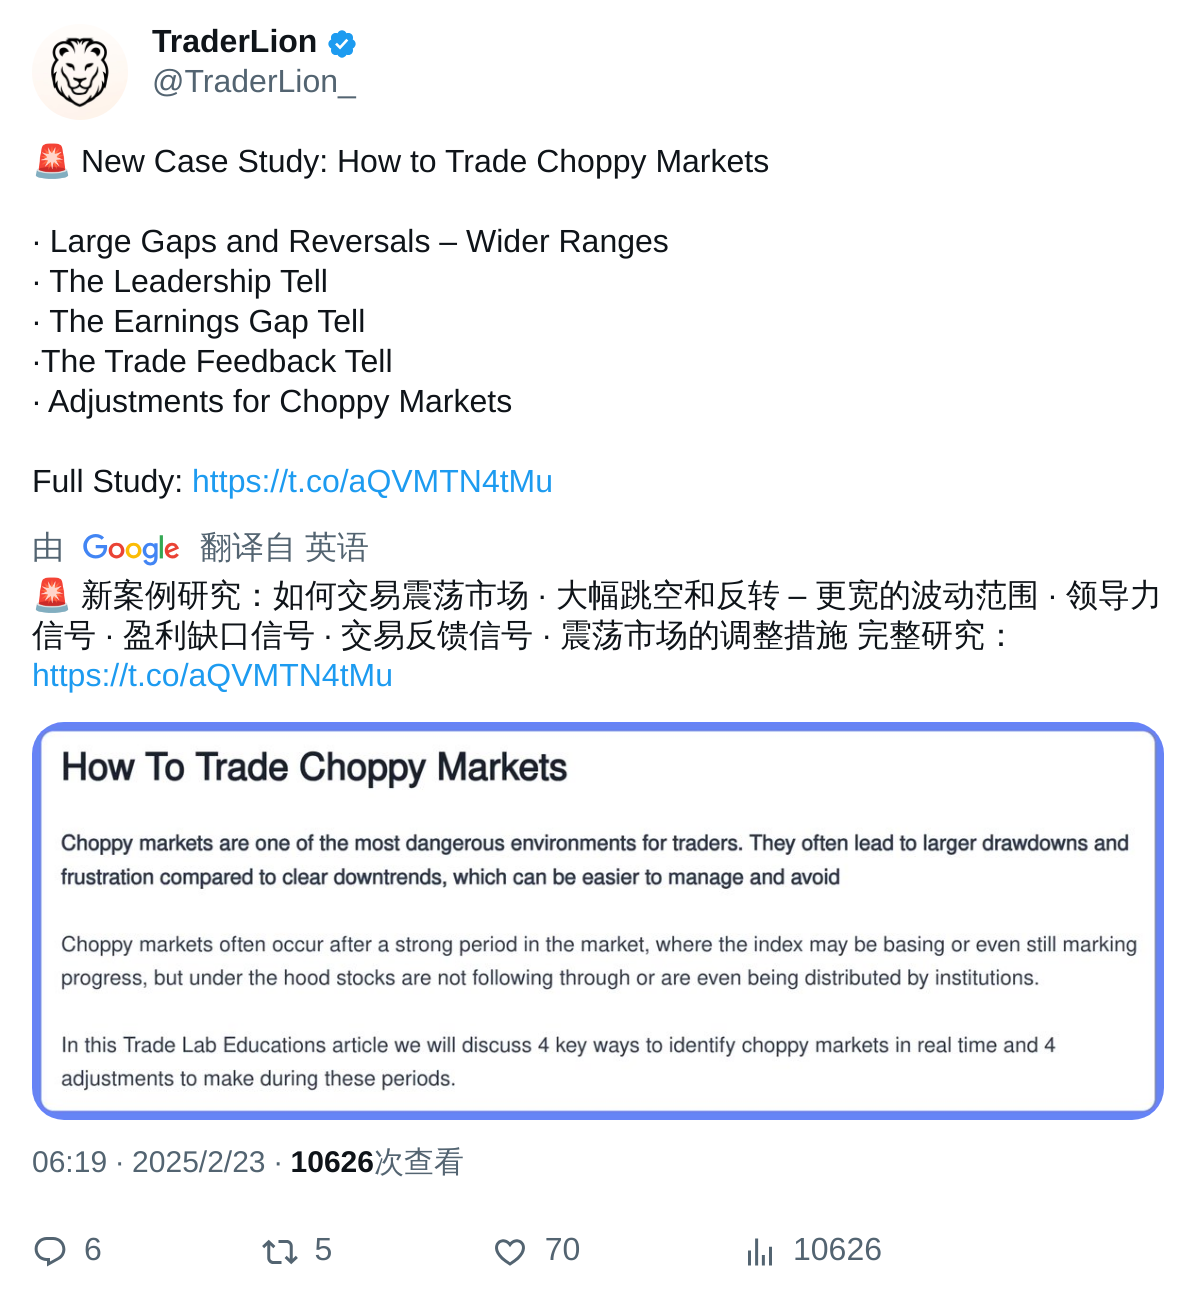 TraderLion
@TraderLion_
🚨 New Case Study: How to Trade Choppy Markets
· Large Gaps and Reversals – Wider Ranges
· The Leadership Tell
· The Earnings Gap Tell
·The Trade Feedback Tell
· Adjustments for Choppy Markets
Full Study: https://t.co/aQVMTN4tMu
由 Google 翻译自 英语
🚨 新案例研究：如何交易震荡市场 · 大幅跳空和反转 – 更宽的波动范围 · 领导力
信号 · 盈利缺口信号 · 交易反馈信号 · 震荡市场的调整措施 完整研究：
https://t.co/aQVMTN4tMu
How To Trade Choppy Markets
Choppy markets are one of the most dangerous environments for traders. They often lead to larger drawdowns and
frustration compared to clear downtrends, which can be easier to manage and avoid
Choppy markets often occur after a strong period in the market, where the index may be basing or even still marking
progress, but under the hood stocks are not following through or are even being distributed by institutions.
In this Trade Lab Educations article we will discuss 4 key ways to identify choppy markets in real time and 4
adjustments to make during these periods.
06:19 · 2025/2/23 · 10626次查看
6 5 70 10626